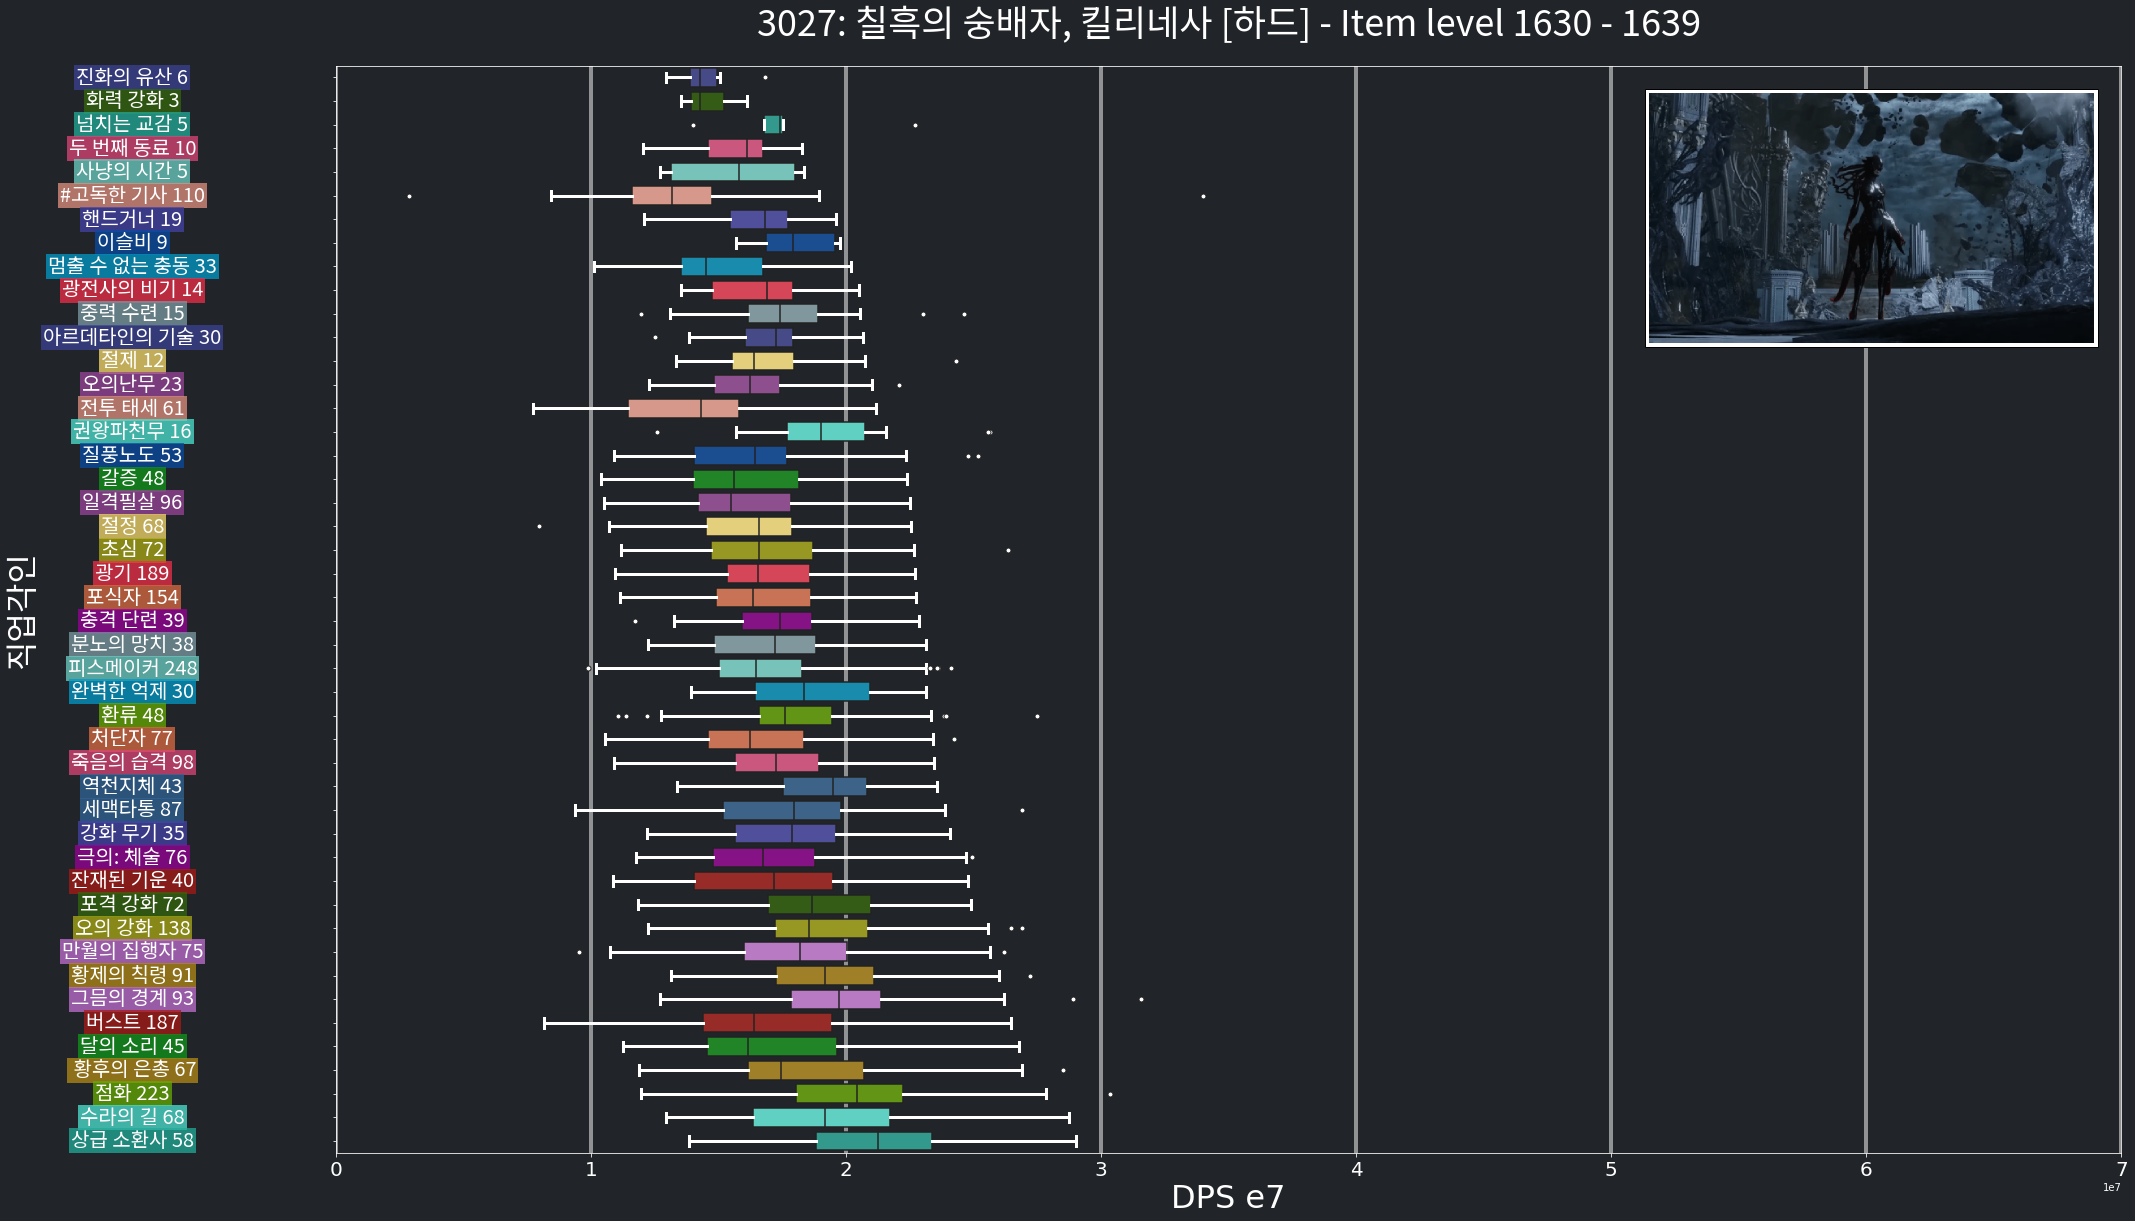 3027: 칠흑의 숭배자, 킬리네사 [하드] - Item level 1630 - 1639
직업각인
진화의 유산 6
화력 강화 3
넘치는 교감 5
두 번째 동료 10
사냥의 시간 5
#고독한 기사 110
핸드거너 19
이슬비 9
멈출 수 없는 충동 33
광전사의 비기 14
중력 수련 15
아르데타인의 기술 30
절제 12
오의난무 23
전투 태세 61
권왕파천무 16
질풍노도 53
갈증 48
일격필살 96
절정 68
초심 72
광기 189
포식자 154
충격 단련 39
분노의 망치 38
피스메이커 248
완벽한 억제 30
환류 48
처단자 77
죽음의 습격 98
역천지체 43
세맥타통 87
강화 무기 35
극의: 체술 76
잔재된 기운 40
포격 강화 72
오의 강화 138
만월의 집행자 75
황제의 칙령 91
그믐의 경계 93
버스트 187
달의 소리 45
황후의 은총 67
점화 223
수라의 길 68
상급 소환사 58
0 1 2 3 4 5 6 7
1e7
DPS e7